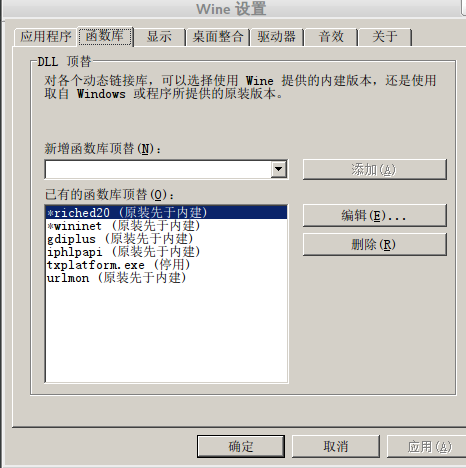 Wine 设置
应用程序 函数库 显示 桌面整合 驱动器 音效 关于
DLL 顶替
对各个动态链接库，可以选择使用 Wine 提供的内建版本，还是使用
取自 Windows 或程序所提供的原装版本。
新增函数库顶替(N)：
添加(A)
已有的函数库顶替(O)：
*riched20 (原装先于内建)
*wininet (原装先于内建)
gdiplus (原装先于内建)
iphlpapi (原装先于内建)
txplatform.exe (停用)
urlmon (原装先于内建)
编辑(E)...
删除(R)
确定 取消 应用(A)